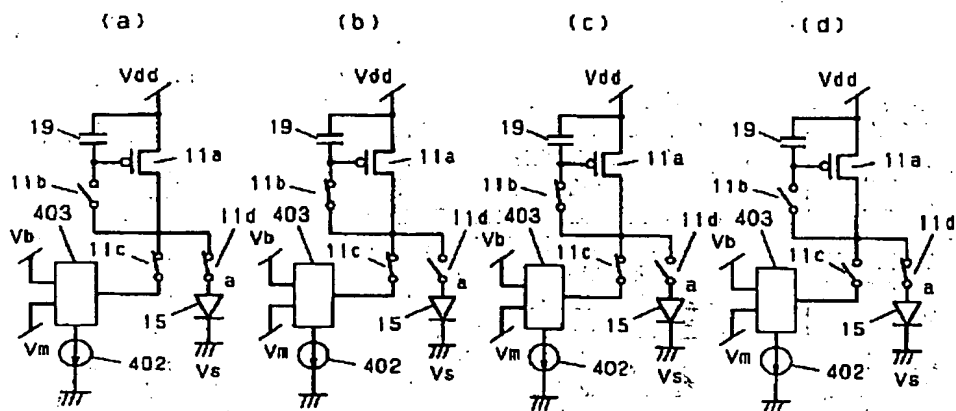 (a) (b) (c) (d)
Vdd Vdd Vdd Vdd
19 19 19 19
11a 11a 11a 11a
11b 11b 11b 11b
403 11d 403 11d 403 11d 403 11d
Vb 11c Vb 11c Vb 11c Vb 11c
a a a a
15 15 15 15
Vm 402 Vs Vm 402 Vs Vm 402 Vs Vm 402 Vs